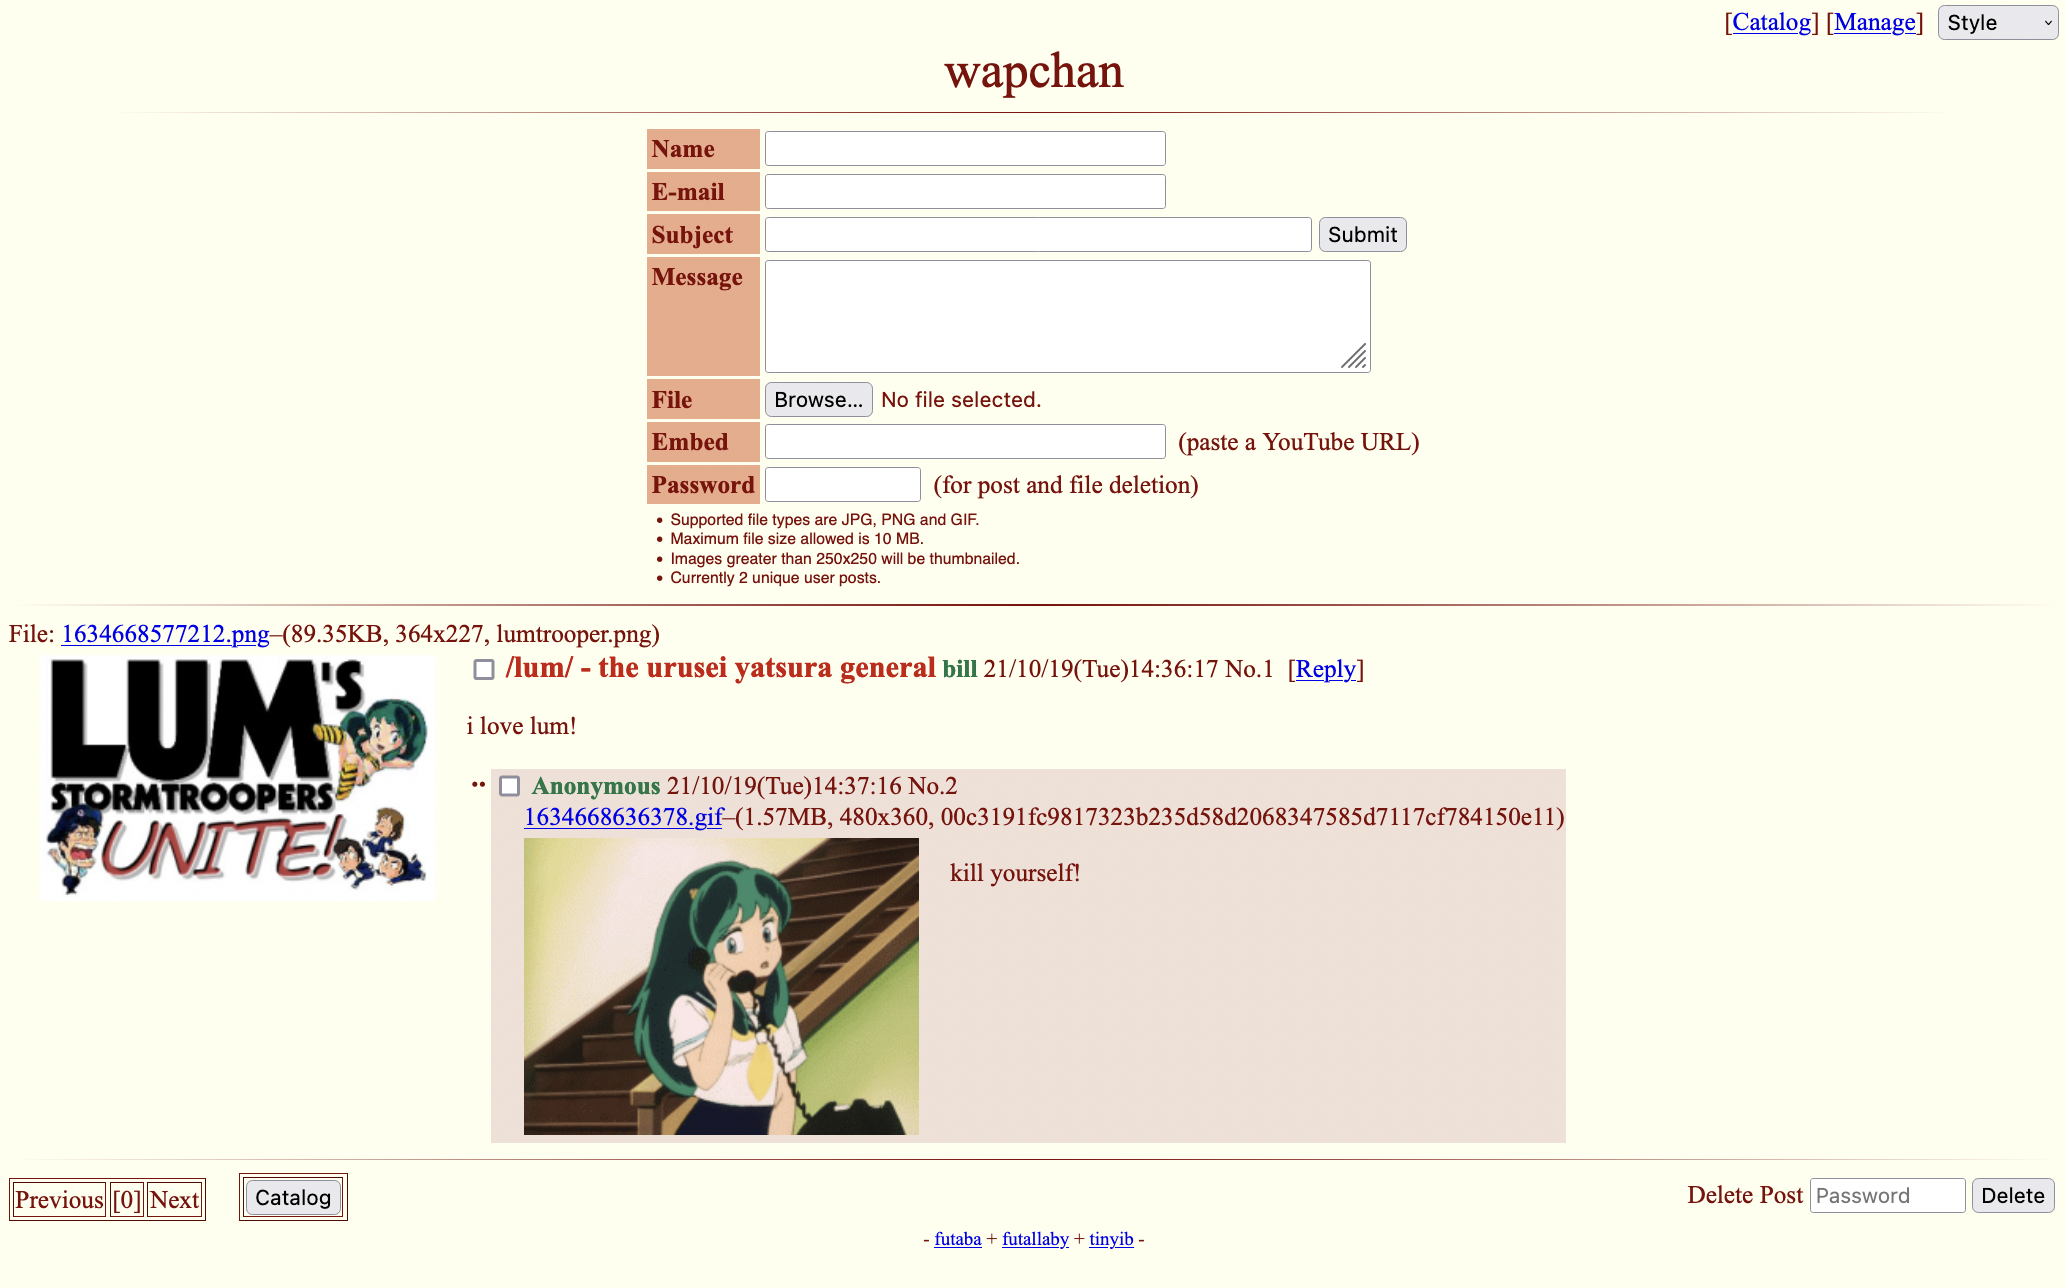 [Catalog] [Manage] Style
wapchan
Name
E-mail
Subject Submit
Message
File Browse... No file selected.
Embed (paste a YouTube URL)
Password (for post and file deletion)
• Supported file types are JPG, PNG and GIF.
• Maximum file size allowed is 10 MB.
• Images greater than 250x250 will be thumbnailed.
• Currently 2 unique user posts.
File: 1634668577212.png–(89.35KB, 364x227, lumtrooper.png)
LUM'S
STORMTROOPERS
UNITE!
/lum/ - the urusei yatsura general bill 21/10/19(Tue)14:36:17 No.1 [Reply]
i love lum!
Anonymous 21/10/19(Tue)14:37:16 No.2
1634668636378.gif–(1.57MB, 480x360, 00c3191fc9817323b235d58d2068347585d7117cf784150e11)
kill yourself!
Previous [0] Next Catalog
Delete Post Password Delete
- futaba + futallaby + tinyib -